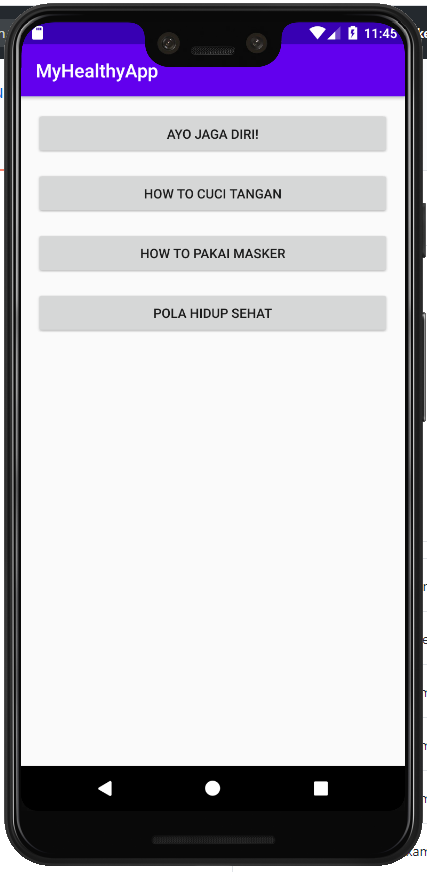 11:45
MyHealthyApp
AYO JAGA DIRI!
HOW TO CUCI TANGAN
HOW TO PAKAI MASKER
POLA HIDUP SEHAT